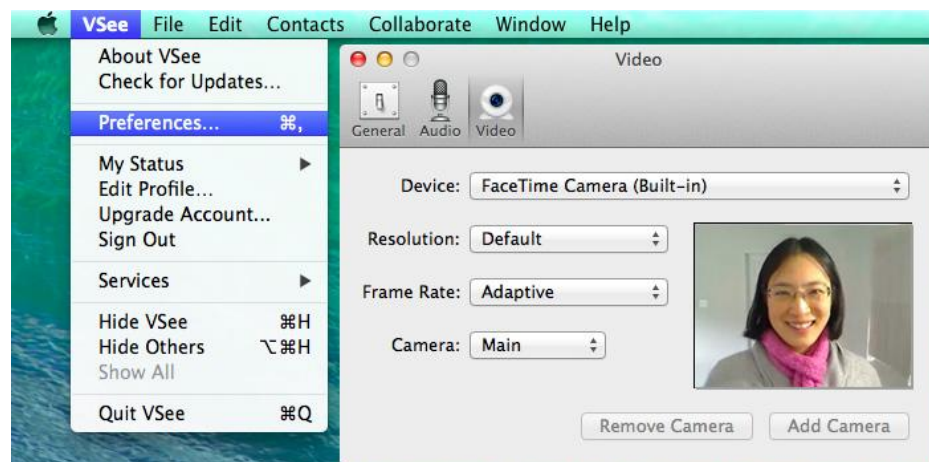 VSee File Edit Contacts Collaborate Window Help
About VSee
Check for Updates...
Preferences... ⌘,
My Status ▶
Edit Profile...
Upgrade Account...
Sign Out
Services ▶
Hide VSee ⌘H
Hide Others ⌥⌘H
Show All
Quit VSee ⌘Q
Video
General Audio Video
Device: FaceTime Camera (Built-in)
Resolution: Default
Frame Rate: Adaptive
Camera: Main
Remove Camera Add Camera